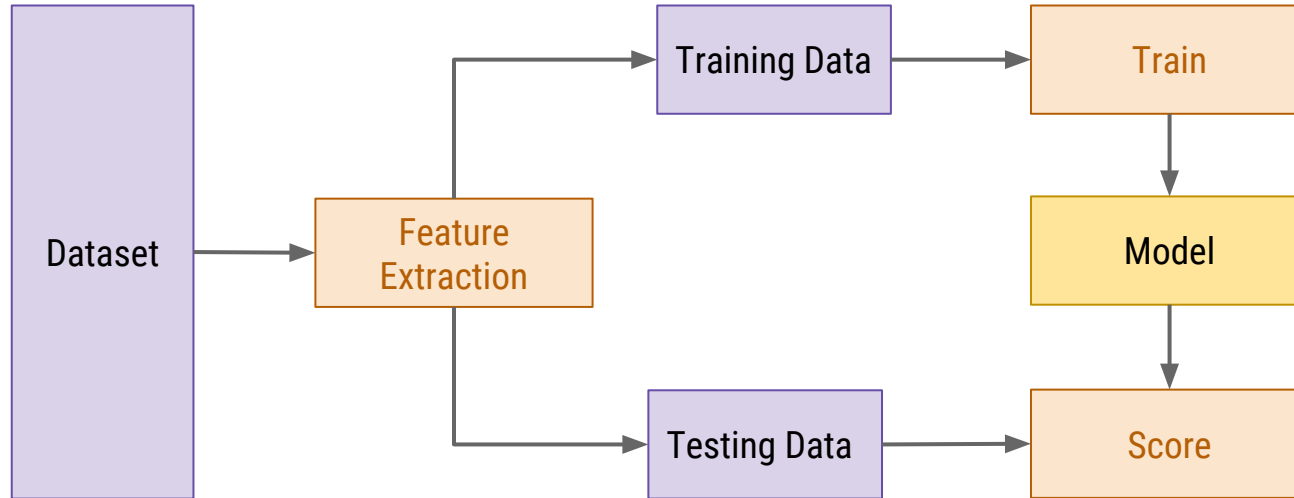 Training Data
Train
Dataset
Feature
Extraction
Model
Testing Data
Score